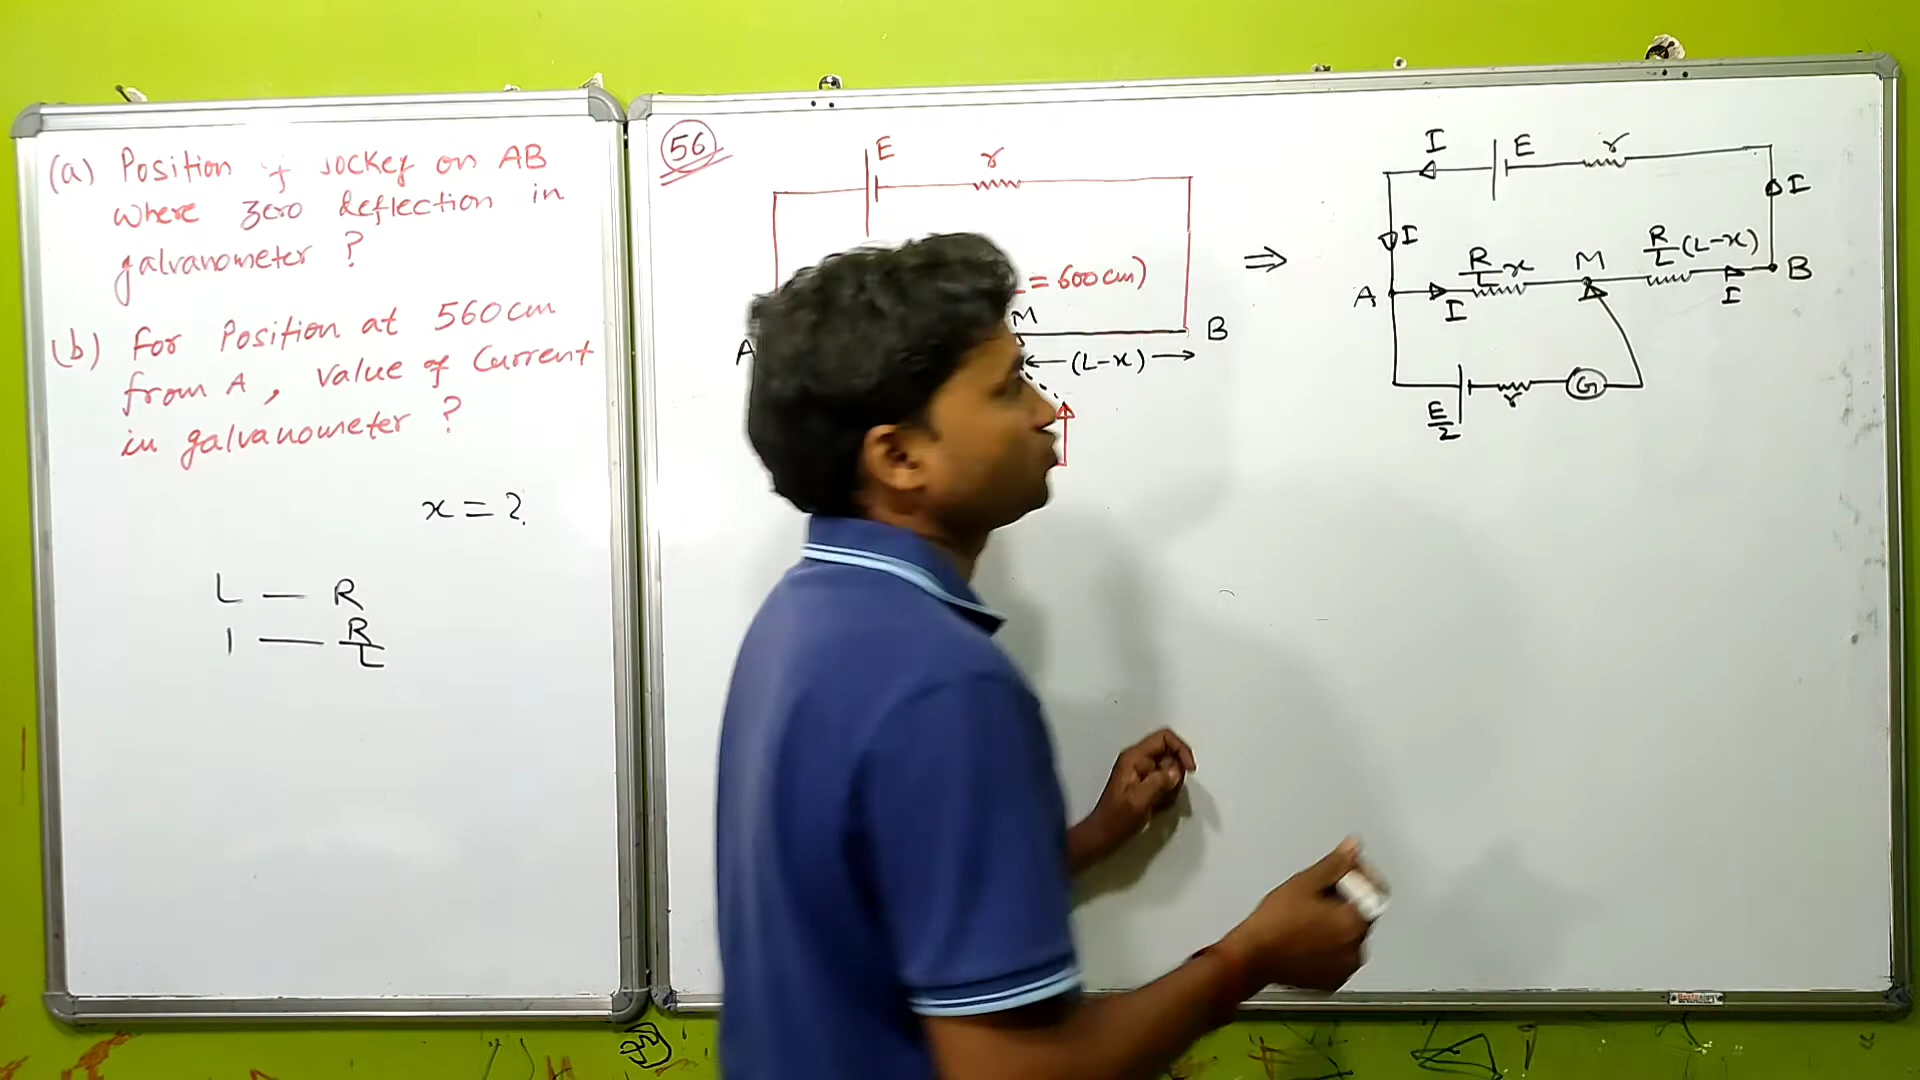 (a) Position of Jockey on AB
where zero deflection in
galvanometer ?
(b) For Position at 560cm
from A, value of Current
in galvanometer ?
x = ?
L — R
1 — R/L
56
E
r
= 600 cm)
A
M
B
(L-x)
⇒
I
E
r
I
I
R/L x
M
R/L (L-x)
A
I
I
B
E/2
r
G